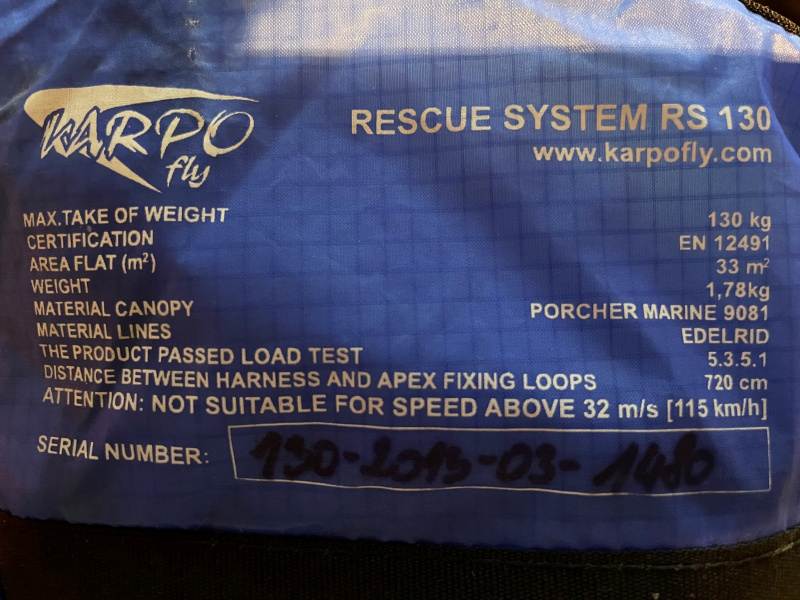 KARPO
fly
RESCUE SYSTEM RS 130
www.karpofly.com
MAX.TAKE OF WEIGHT 130 kg
CERTIFICATION EN 12491
AREA FLAT (m²) 33 m²
WEIGHT 1,78kg
MATERIAL CANOPY PORCHER MARINE 9081
MATERIAL LINES EDELRID
THE PRODUCT PASSED LOAD TEST 5.3.5.1
DISTANCE BETWEEN HARNESS AND APEX FIXING LOOPS 720 cm
ATTENTION: NOT SUITABLE FOR SPEED ABOVE 32 m/s [115 km/h]
SERIAL NUMBER: 130-2013-03-1480